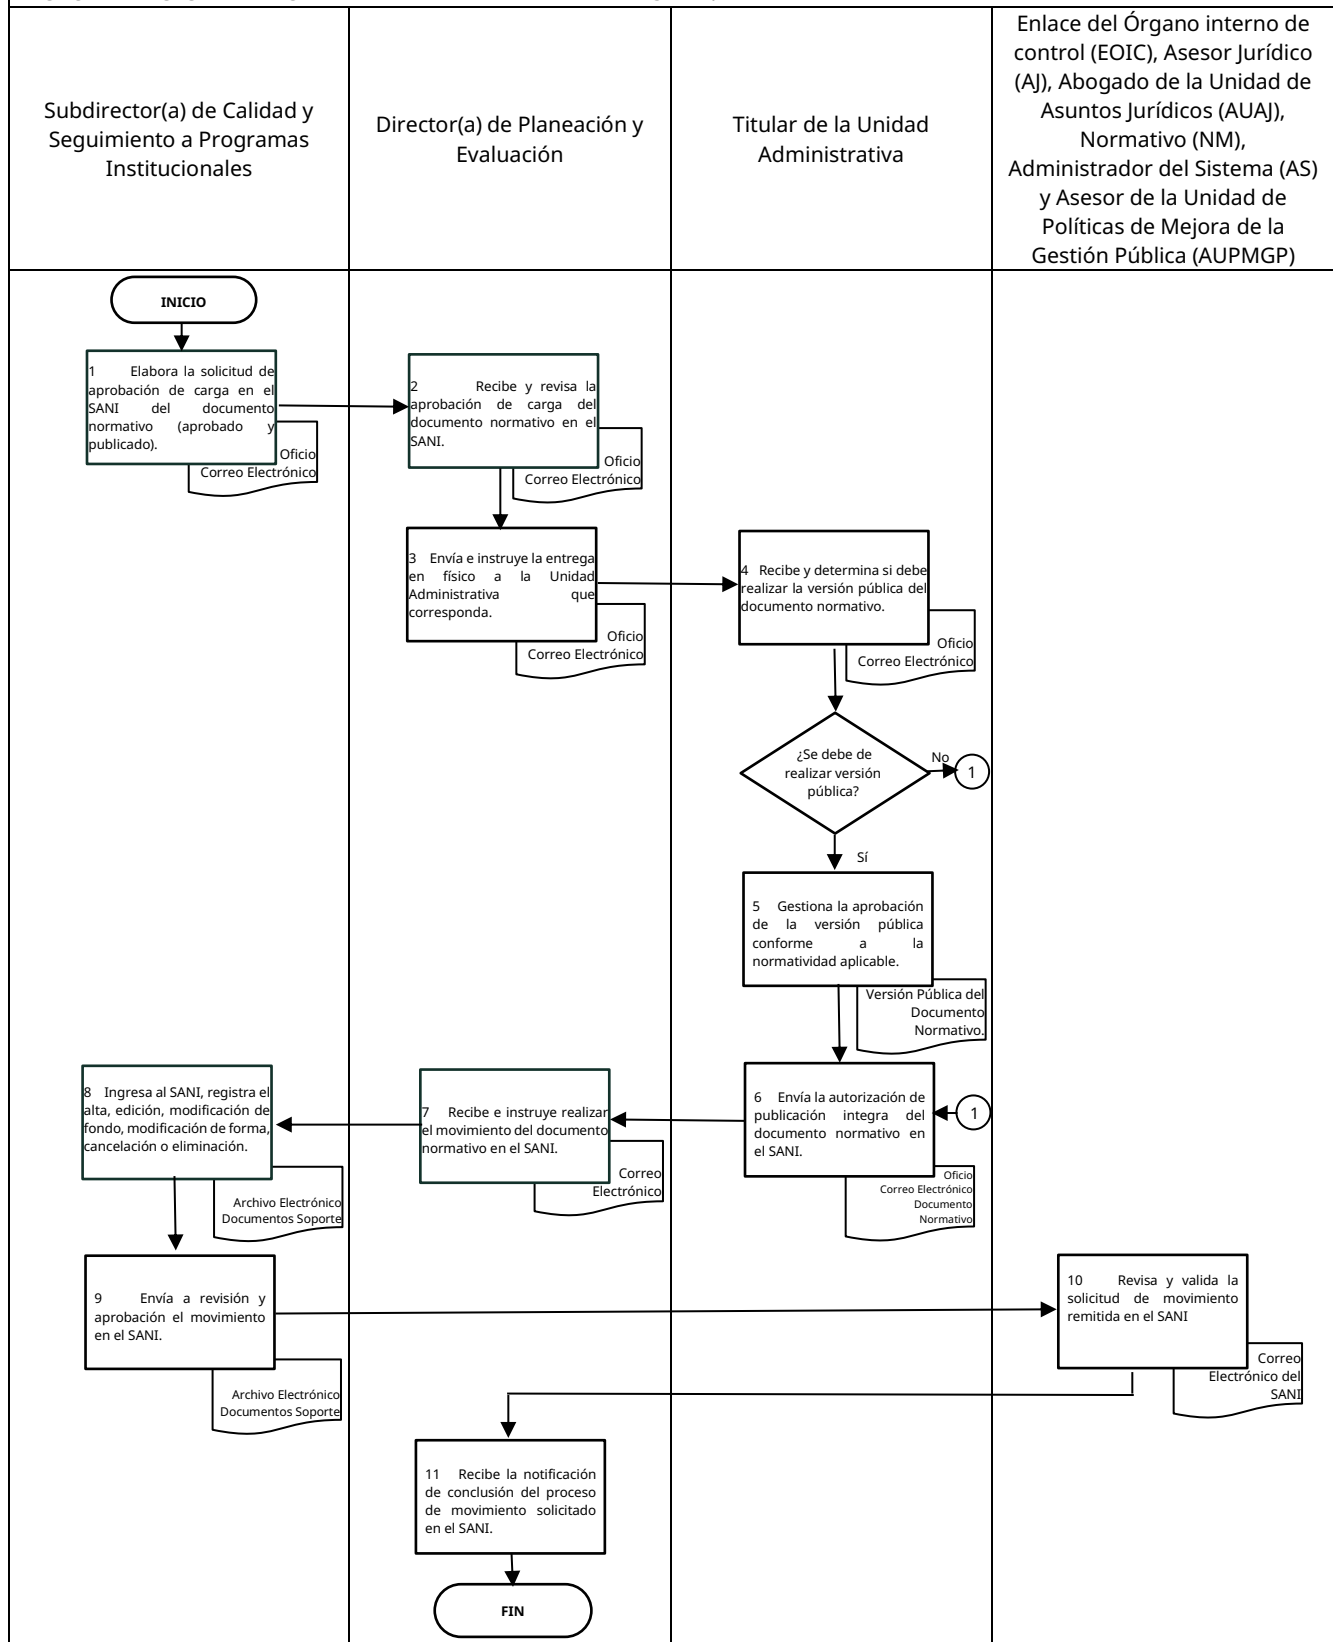 Subdirector(a) de Calidad y
Seguimiento a Programas
Institucionales
Director(a) de Planeación y
Evaluación
Titular de la Unidad
Administrativa
Enlace del Órgano interno de
control (EOIC), Asesor Jurídico
(AJ), Abogado de la Unidad de
Asuntos Jurídicos (AUAJ),
Normativo (NM),
Administrador del Sistema (AS)
y Asesor de la Unidad de
Políticas de Mejora de la
Gestión Pública (AUPMGP)
INICIO
1 Elabora la solicitud de
aprobación de carga en el
SANI del documento
normativo (aprobado y
publicado).
Oficio
Correo Electrónico
2 Recibe y revisa la
aprobación de carga del
documento normativo en el
SANI.
Oficio
Correo Electrónico
3 Envía e instruye la entrega
en físico a la Unidad
Administrativa que
corresponda.
Oficio
Correo Electrónico
4 Recibe y determina si debe
realizar la versión pública del
documento normativo.
Oficio
Correo Electrónico
¿Se debe de
realizar versión
pública?
No
1
Sí
5 Gestiona la aprobación
de la versión pública
conforme a la
normatividad aplicable.
Versión Pública del
Documento
Normativo.
6 Envía la autorización de
publicación integra del
documento normativo en
el SANI.
1
Oficio
Correo Electrónico
Documento
Normativo
7 Recibe e instruye realizar
el movimiento del documento
normativo en el SANI.
Correo
Electrónico
8 Ingresa al SANI, registra el
alta, edición, modificación de
fondo, modificación de forma,
cancelación o eliminación.
Archivo Electrónico
Documentos Soporte
9 Envía a revisión y
aprobación el movimiento
en el SANI.
Archivo Electrónico
Documentos Soporte
10 Revisa y valida la
solicitud de movimiento
remitida en el SANI
Correo
Electrónico del
SANI
11 Recibe la notificación
de conclusión del proceso
de movimiento solicitado
en el SANI.
FIN